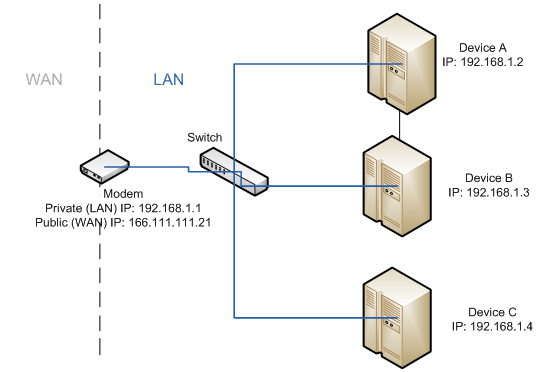 WAN
LAN
Device A
IP: 192.168.1.2
Switch
Modem
Private (LAN) IP: 192.168.1.1
Public (WAN) IP: 166.111.111.21
Device B
IP: 192.168.1.3
Device C
IP: 192.168.1.4